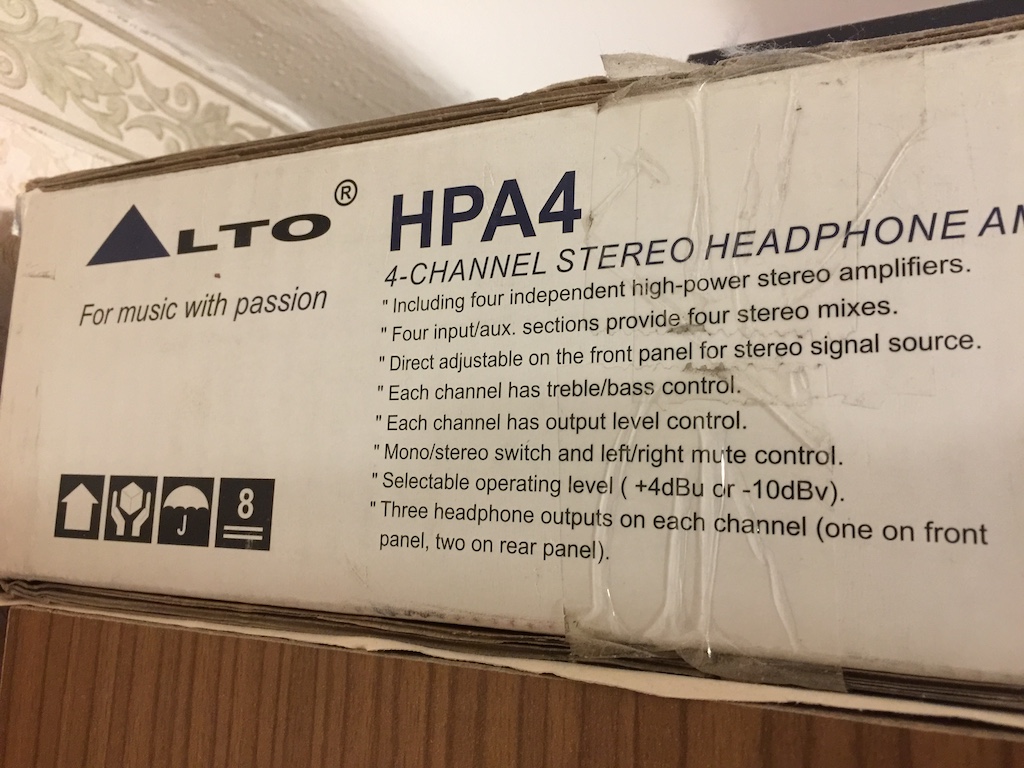 ALTO®
For music with passion
HPA4
4-CHANNEL STEREO HEADPHONE
" Including four independent high-power stereo amplifiers.
" Four input/aux. sections provide four stereo mixes.
" Direct adjustable on the front panel for stereo signal source.
" Each channel has treble/bass control.
" Each channel has output level control.
" Mono/stereo switch and left/right mute control.
" Selectable operating level ( +4dBu or -10dBv).
" Three headphone outputs on each channel (one on front
panel, two on rear panel).
8